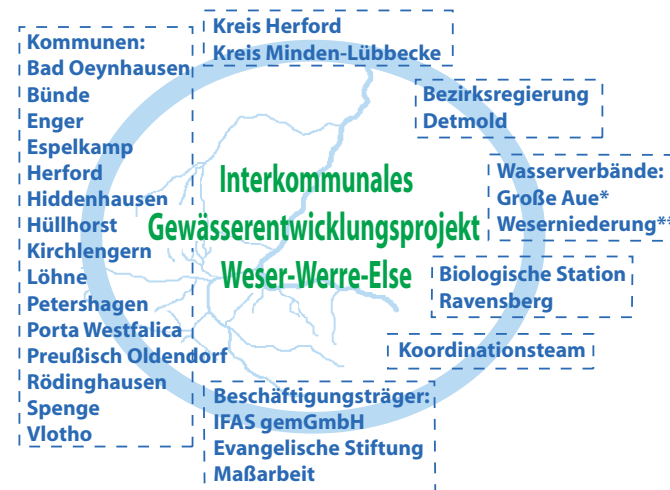 Kommunen:
Bad Oeynhausen
Bünde
Enger
Espelkamp
Herford
Hiddenhausen
Hüllhorst
Kirchlengern
Löhne
Petershagen
Porta Westfalica
Preußisch Oldendorf
Rödinghausen
Spenge
Vlotho
Kreis Herford
Kreis Minden-Lübbecke
Bezirksregierung
Detmold
Interkommunales
Gewässerentwicklungsprojekt
Weser-Werre-Else
Wasserverbände:
Große Aue*
Weserniederung**
Biologische Station
Ravensberg
Koordinationsteam
Beschäftigungsträger:
IFAS gemGmbH
Evangelische Stiftung
Maßarbeit